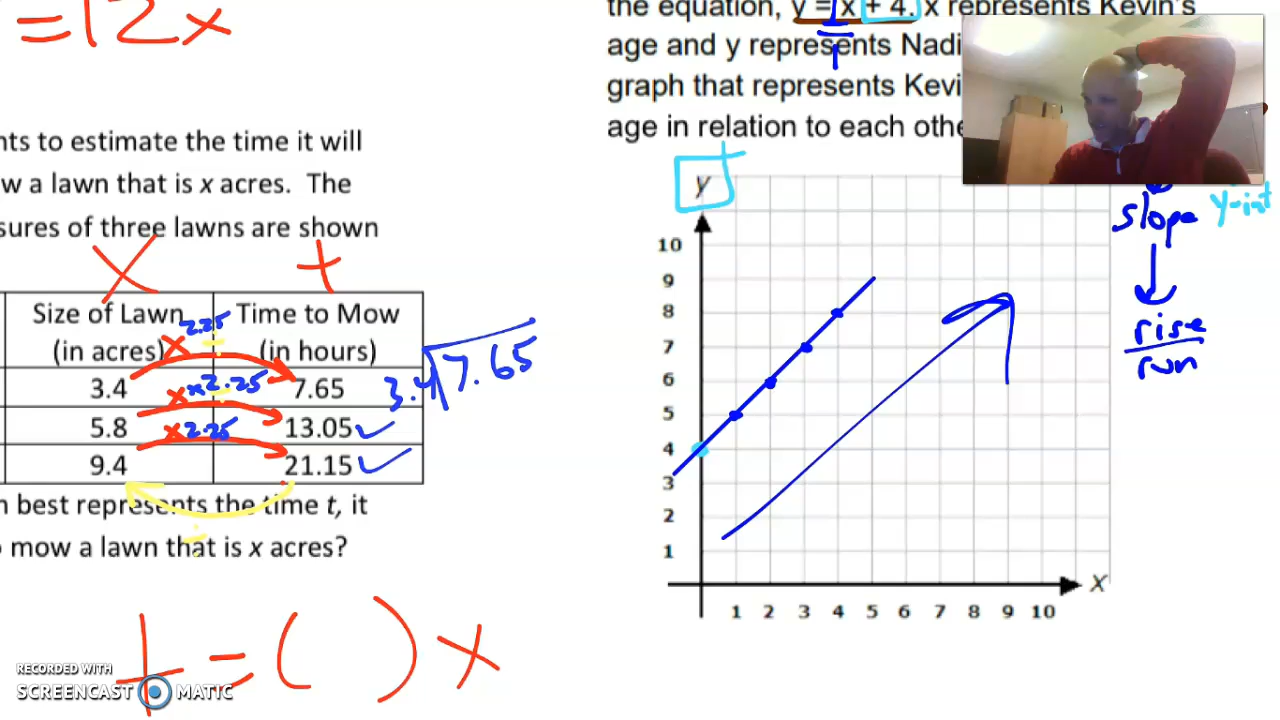 = 12x
nts to estimate the time it will
w a lawn that is x acres. The
sures of three lawns are shown
x t
Size of Lawn (in acres) Time to Mow (in hours)
3.4 x 2.25 7.65
5.8 x x2.25 13.05
9.4 x2.25 21.15
3.4 7.65
n best represents the time t, it
o mow a lawn that is x acres?
t = ( ) x
RECORDED WITH
SCREENCAST MATIC
the equation, y = 1x + 4. x represents Kevin's
1
age and y represents Nadi
graph that represents Kevi
age in relation to each othe
y
10
9
8
7
6
5
4
3
2
1
x
1 2 3 4 5 6 7 8 9 10
slope
y-int
rise
run